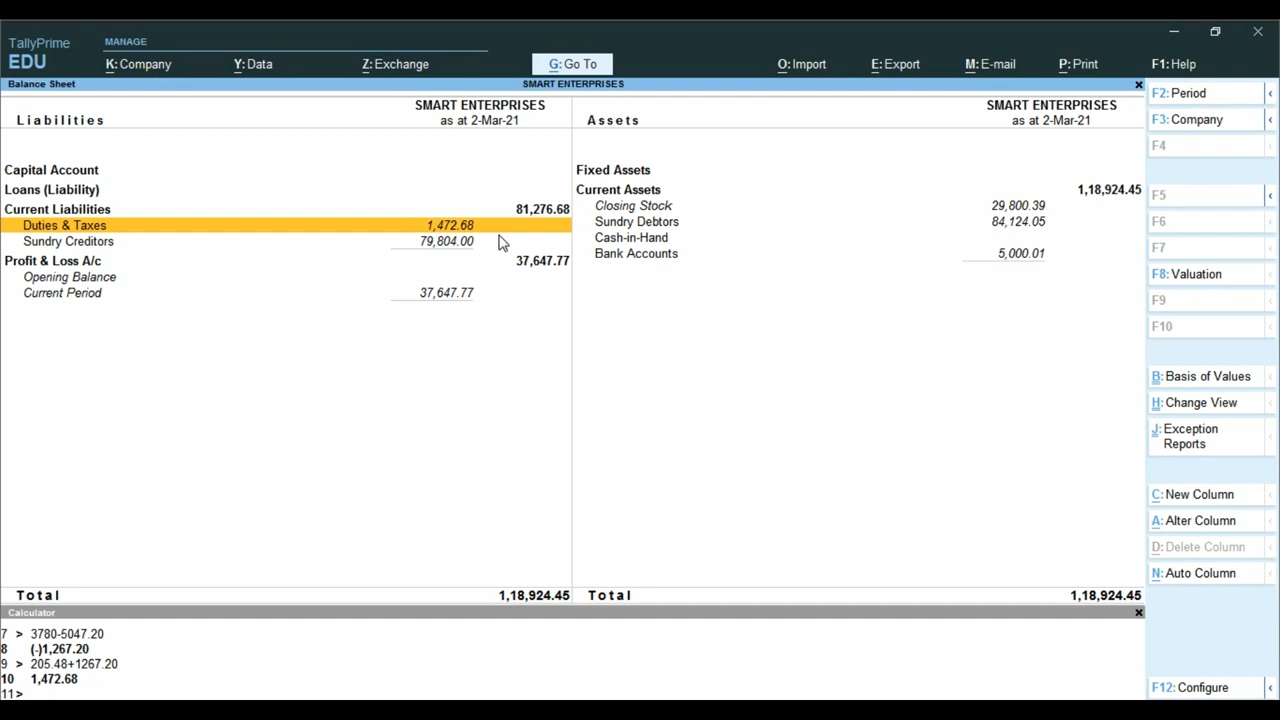 TallyPrime
EDU
MANAGE
K: Company
Y: Data
Z: Exchange
G: Go To
O: Import
E: Export
M: E-mail
P: Print
F1: Help
Balance Sheet
SMART ENTERPRISES
x
Liabilities
SMART ENTERPRISES
as at 2-Mar-21
Assets
SMART ENTERPRISES
as at 2-Mar-21
Capital Account
Loans (Liability)
Current Liabilities 81,276.68
Duties & Taxes 1,472.68
Sundry Creditors 79,804.00
Profit & Loss A/c 37,647.77
Opening Balance
Current Period 37,647.77
Total 1,18,924.45
Fixed Assets
Current Assets 1,18,924.45
Closing Stock 29,800.39
Sundry Debtors 84,124.05
Cash-in-Hand
Bank Accounts 5,000.01
Total 1,18,924.45
F2: Period
F3: Company
F4
F5
F6
F7
F8: Valuation
F9
F10
B: Basis of Values
H: Change View
J: Exception
Reports
C: New Column
A: Alter Column
D: Delete Column
N: Auto Column
F12: Configure
Calculator x
7 > 3780-5047.20
8 (-)1,267.20
9 > 205.48+1267.20
10 1,472.68
11>